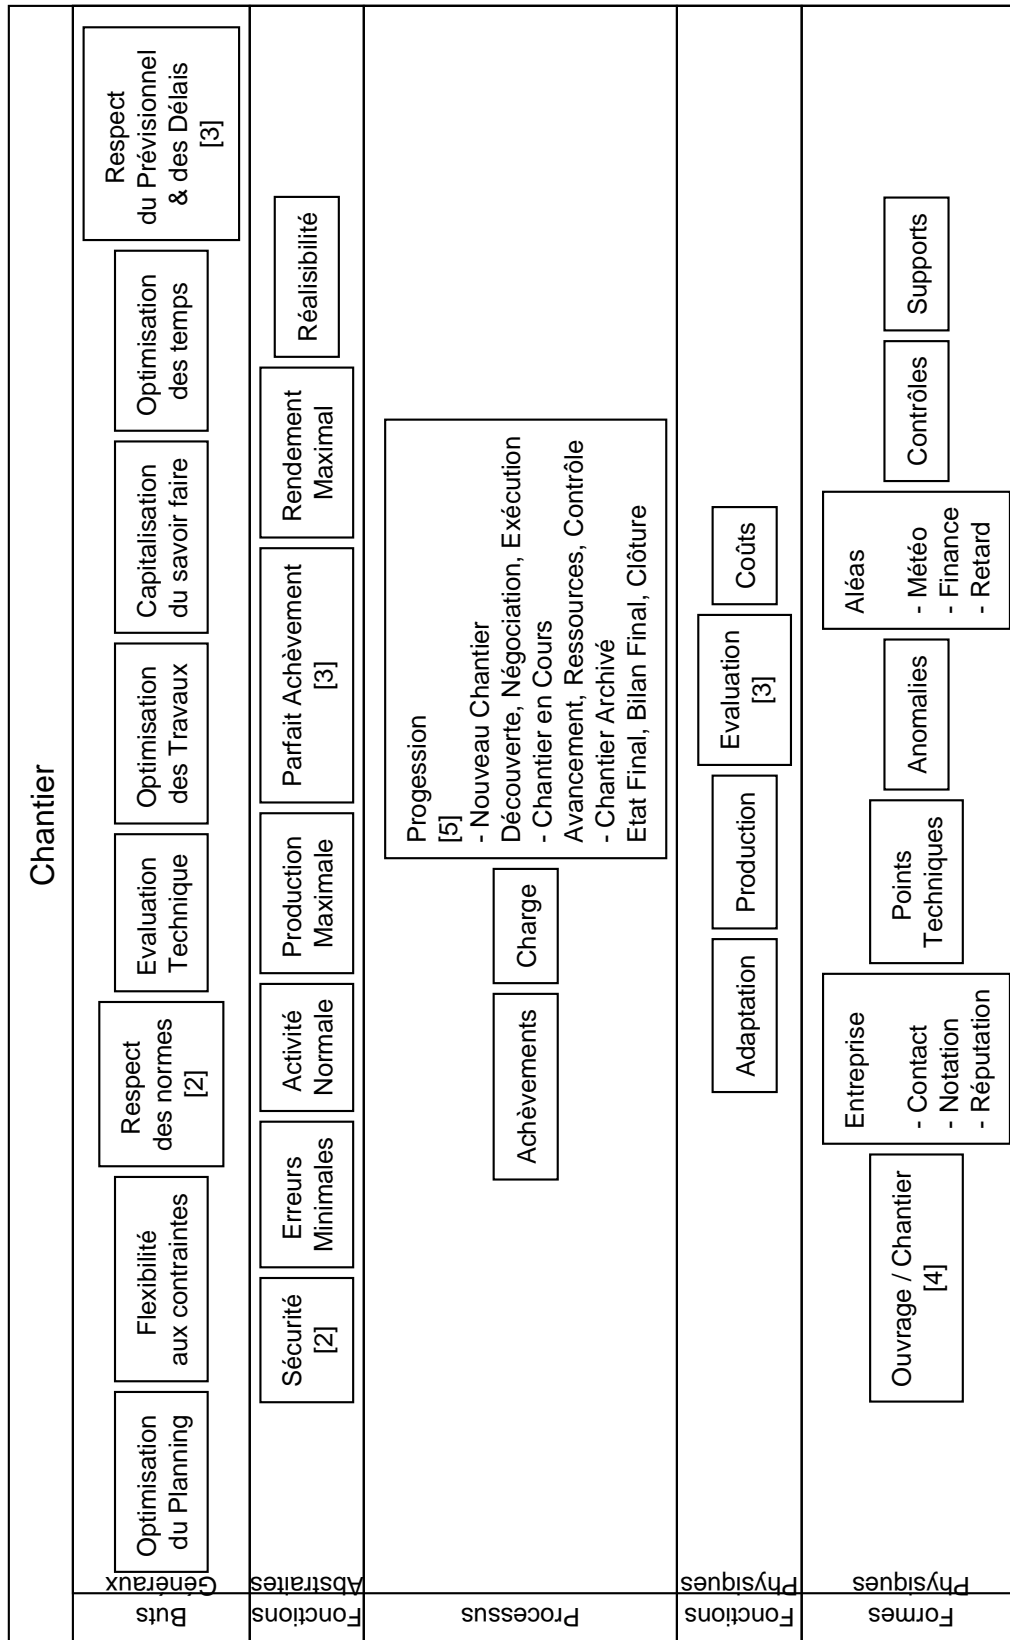 Chantier
Buts
Généraux
Optimisation
du Planning
Flexibilité
aux contraintes
Respect
des normes
[2]
Evaluation
Technique
Optimisation
des Travaux
Capitalisation
du savoir faire
Optimisation
des temps
Respect
du Prévisionnel
& des Délais
[3]
Fonctions
Abstraites
Sécurité
[2]
Erreurs
Minimales
Activité
Normale
Production
Maximale
Parfait Achèvement
[3]
Rendement
Maximal
Réalisibilité
Processus
Achèvements
Charge
Progession
[5]
- Nouveau Chantier
Découverte, Négociation, Exécution
- Chantier en Cours
Avancement, Ressources, Contrôle
- Chantier Archivé
Etat Final, Bilan Final, Clôture
Fonctions
Physiques
Adaptation
Production
Evaluation
[3]
Coûts
Formes
Physiques
Ouvrage / Chantier
[4]
Entreprise
- Contact
- Notation
- Réputation
Points
Techniques
Anomalies
Aléas
- Météo
- Finance
- Retard
Contrôles
Supports